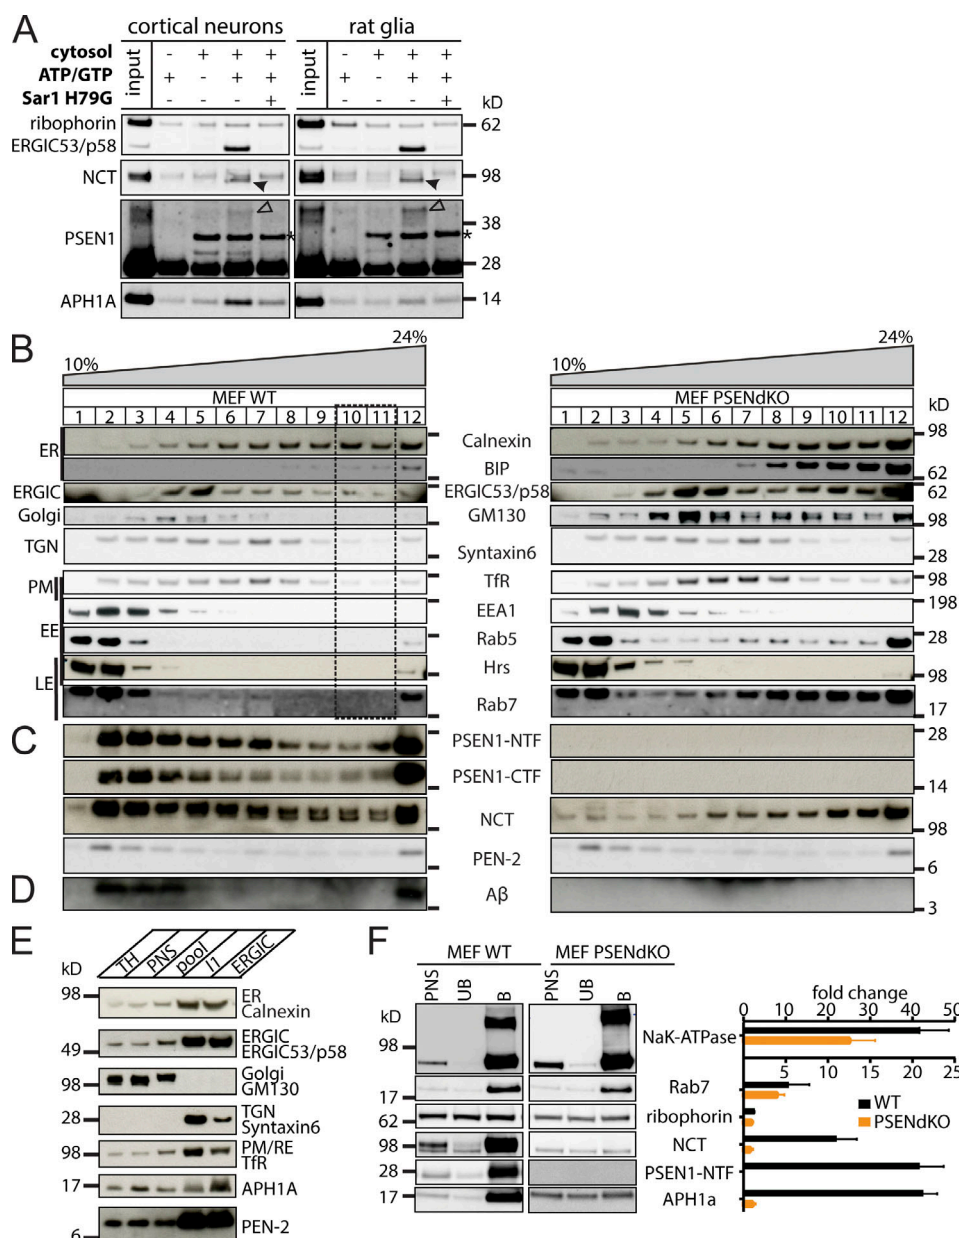 A
cortical neurons
rat glia
cytosol - + + + - + + +
ATP/GTP + - + + + - + +
Sar1 H79G - - - + - - - +
input
input
kD
ribophorin
62
ERGIC53/p58
NCT
98
PSEN1
*
*
38
28
APH1A
14
B
10%
24%
10%
24%
MEF WT
MEF PSENdKO
1 2 3 4 5 6 7 8 9 10 11 12
1 2 3 4 5 6 7 8 9 10 11 12
kD
ER
Calnexin
98
BIP
62
ERGIC
ERGIC53/p58
62
Golgi
GM130
98
TGN
Syntaxin6
28
PM
TfR
98
EE
EEA1
198
Rab5
28
LE
Hrs
98
Rab7
17
C
PSEN1-NTF
28
PSEN1-CTF
14
NCT
98
PEN-2
6
D
Aβ
3
E
TH
PNS
pool
I1
ERGIC
kD
98
ER
Calnexin
49
ERGIC
ERGIC53/p58
98
Golgi
GM130
28
TGN
Syntaxin6
98
PM/RE
TfR
17
APH1A
6
PEN-2
F
MEF WT
MEF PSENdKO
PNS UB B
PNS UB B
kD
98
17
62
98
28
17
fold change
0 10 20 30 40 50
NaK-ATPase
5 10 15 20 25
Rab7
ribophorin
NCT
PSEN1-NTF
APH1a
WT
PSENdKO